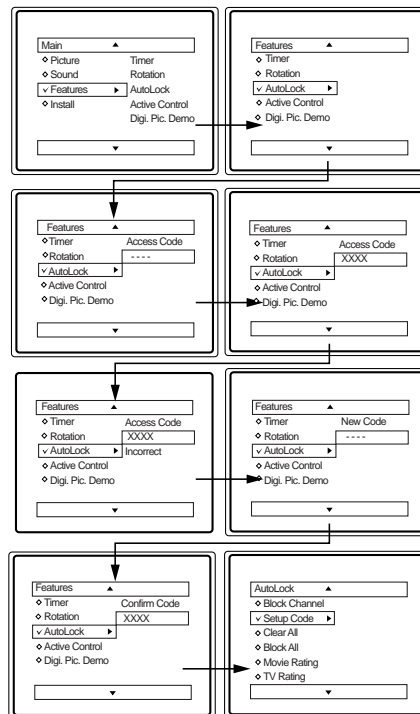 Main
Picture Timer
Sound Rotation
Features AutoLock
Install Active Control
Digi. Pic. Demo
Features
Timer
Rotation
AutoLock
Active Control
Digi. Pic. Demo
Features
Timer Access Code
Rotation - - - -
AutoLock
Active Control
Digi. Pic. Demo
Features
Timer Access Code
Rotation XXXX
AutoLock
Active Control
Digi. Pic. Demo
Features
Timer Access Code
Rotation XXXX
AutoLock Incorrect
Active Control
Digi. Pic. Demo
Features
Timer New Code
Rotation - - - -
AutoLock
Active Control
Digi. Pic. Demo
Features
Timer Confirm Code
Rotation XXXX
AutoLock
Active Control
Digi. Pic. Demo
AutoLock
Block Channel
Setup Code
Clear All
Block All
Movie Rating
TV Rating